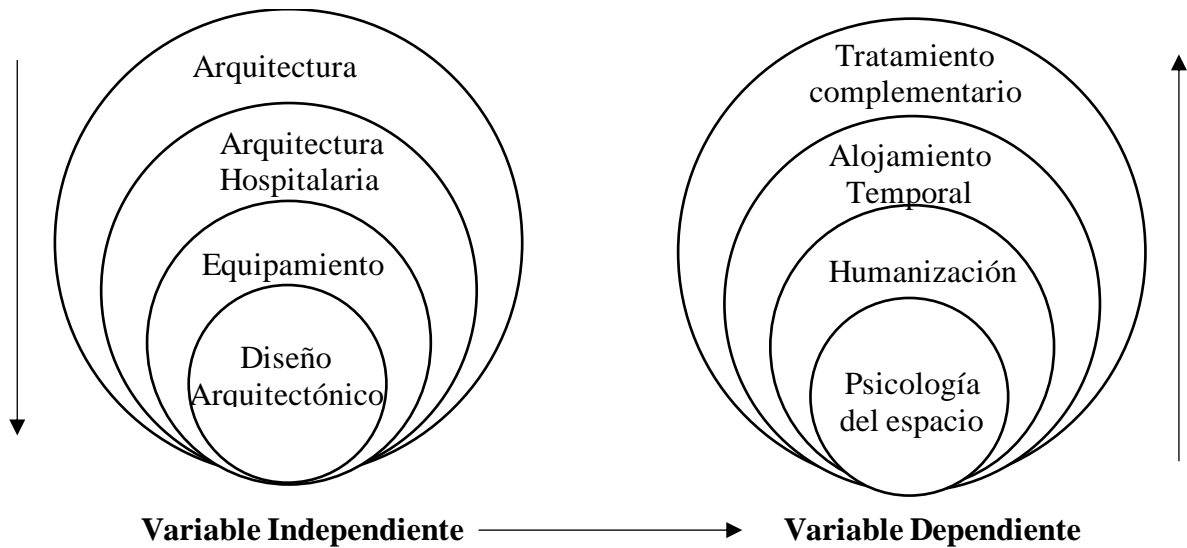 Arquitectura
Arquitectura
Hospitalaria
Equipamiento
Diseño
Arquitectónico
Variable Independiente
Tratamiento
complementario
Alojamiento
Temporal
Humanización
Psicología
del espacio
Variable Dependiente